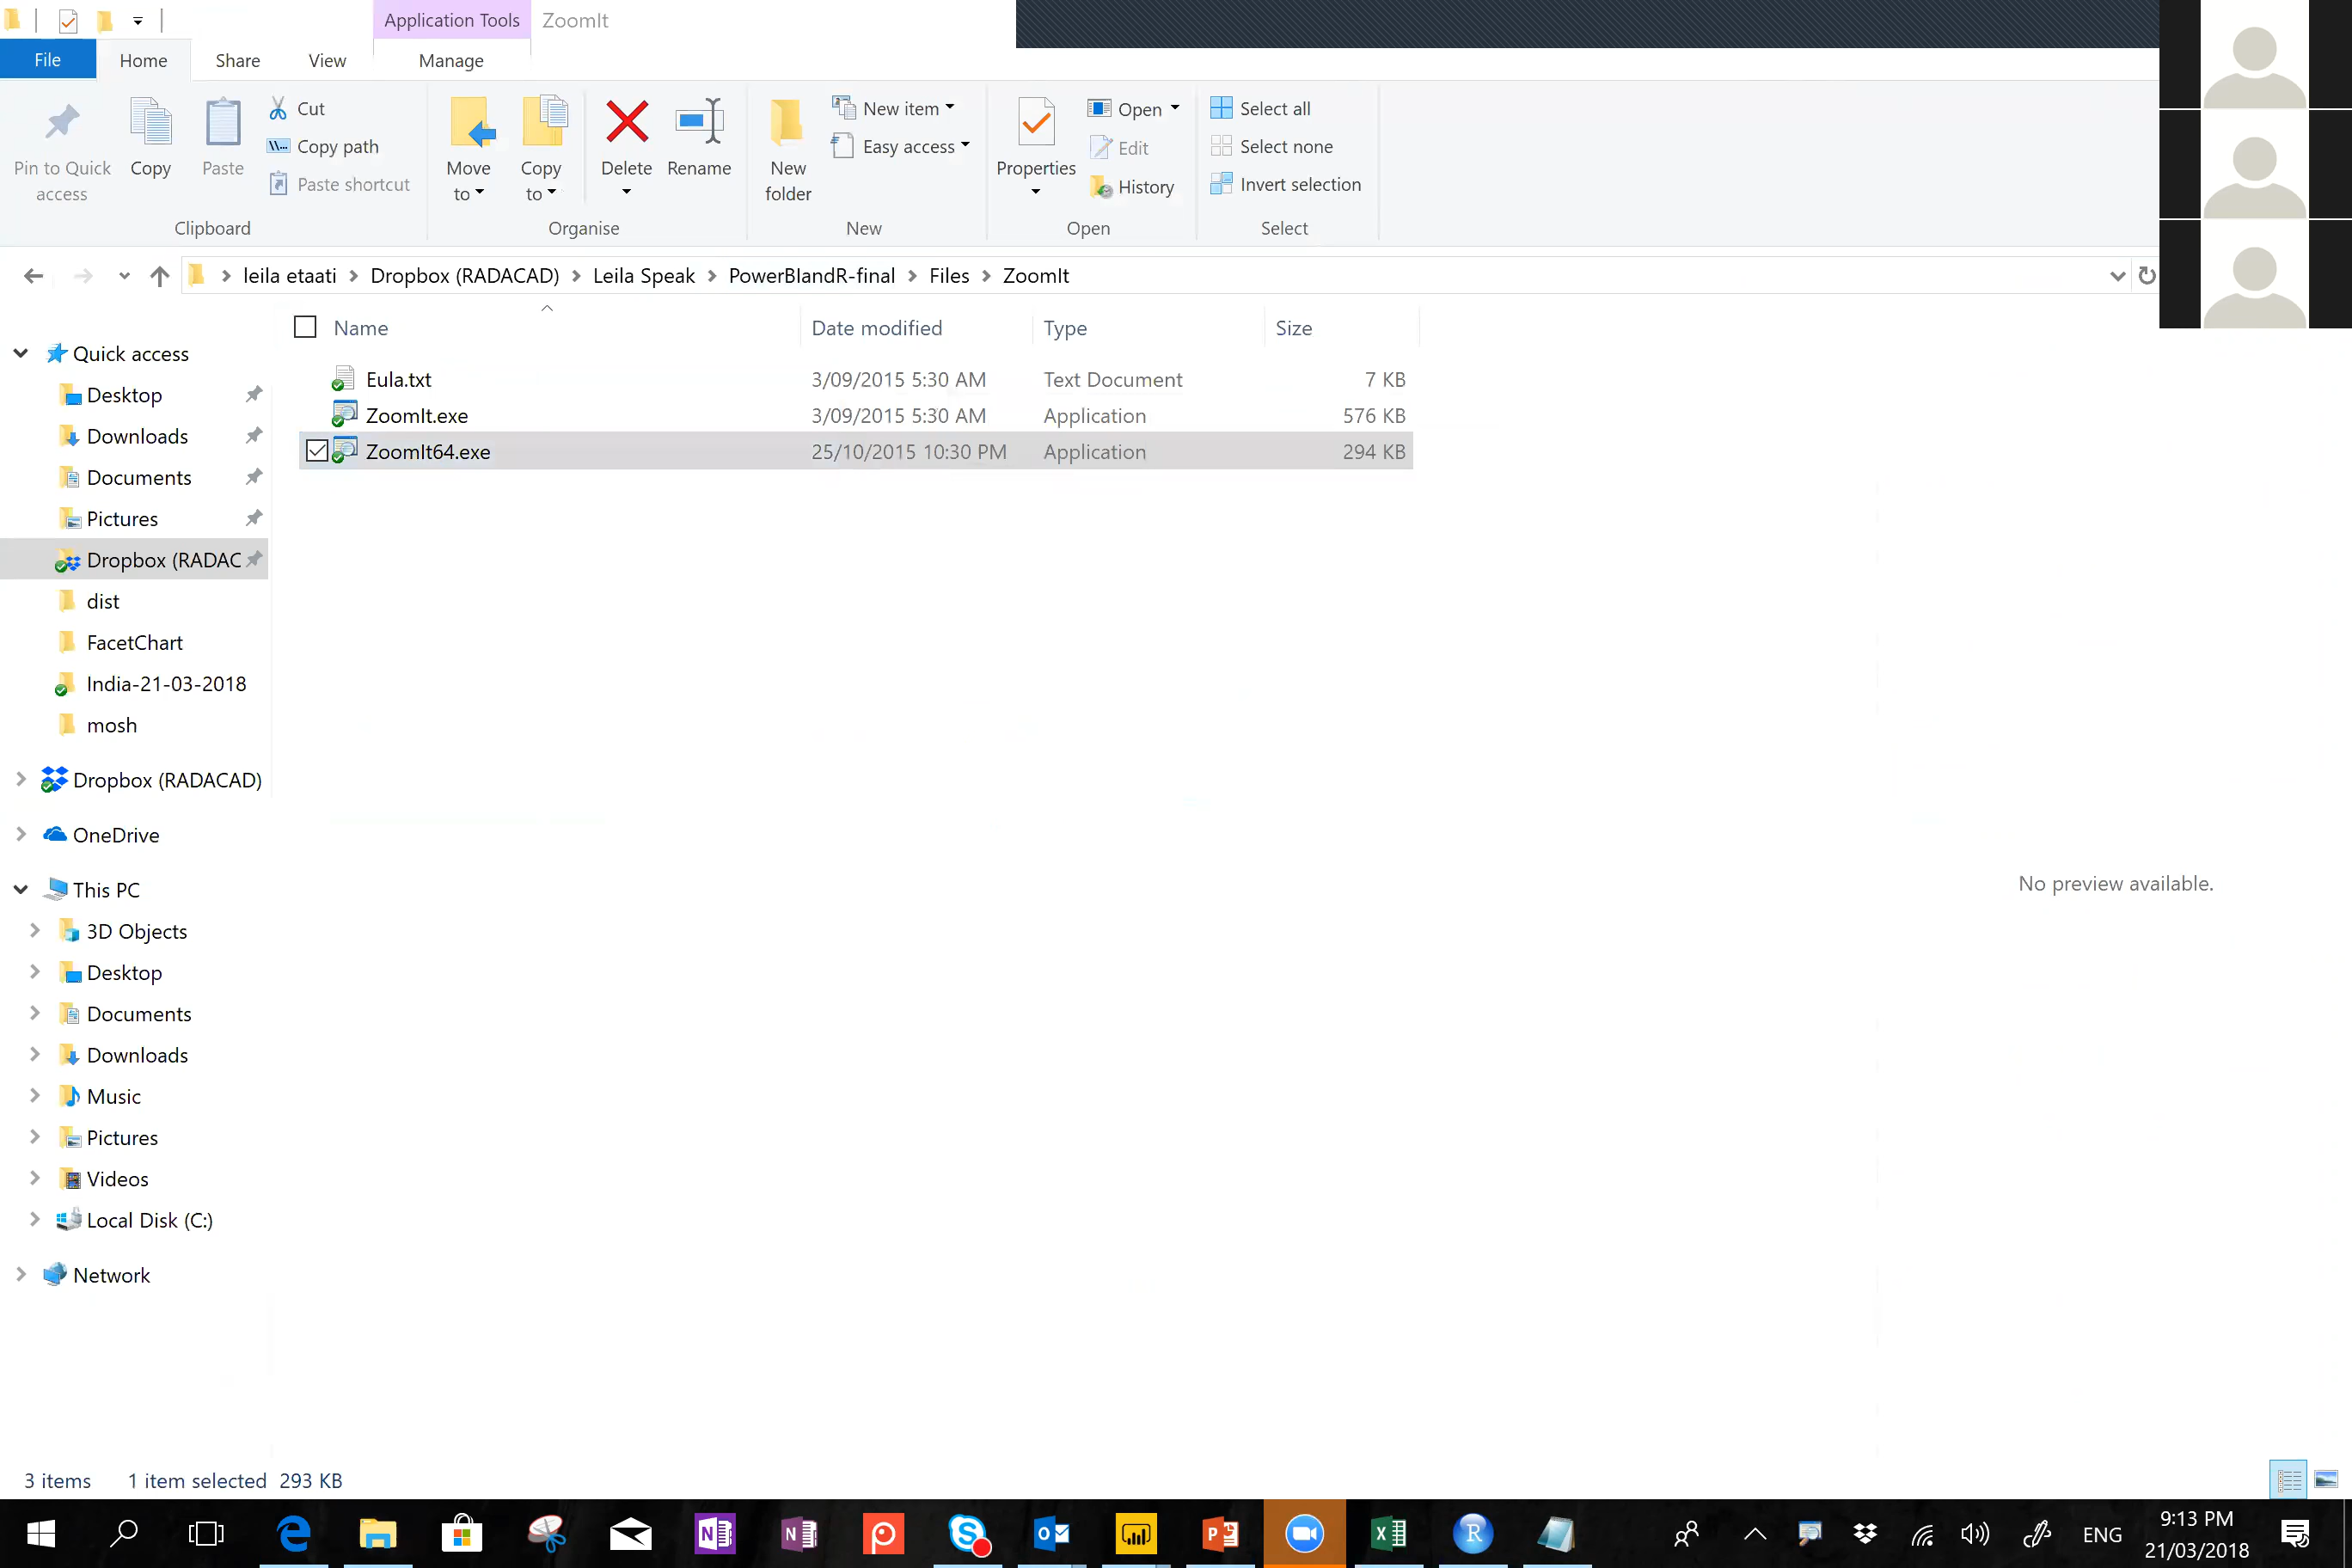 Application Tools ZoomIt
File Home Share View Manage
Pin to Quick access
Copy
Paste
Cut
Copy path
Paste shortcut
Clipboard
Move to
Copy to
Delete
Rename
Organise
New folder
New item
Easy access
New
Properties
Open
Edit
History
Open
Select all
Select none
Invert selection
Select
leila etaati Dropbox (RADACAD) Leila Speak PowerBIandR-final Files ZoomIt
Name Date modified Type Size
Eula.txt 3/09/2015 5:30 AM Text Document 7 KB
ZoomIt.exe 3/09/2015 5:30 AM Application 576 KB
ZoomIt64.exe 25/10/2015 10:30 PM Application 294 KB
Quick access
Desktop
Downloads
Documents
Pictures
Dropbox (RADAC
dist
FacetChart
India-21-03-2018
mosh
Dropbox (RADACAD)
OneDrive
This PC
3D Objects
Desktop
Documents
Downloads
Music
Pictures
Videos
Local Disk (C:)
Network
No preview available.
3 items 1 item selected 293 KB
ENG
9:13 PM
21/03/2018